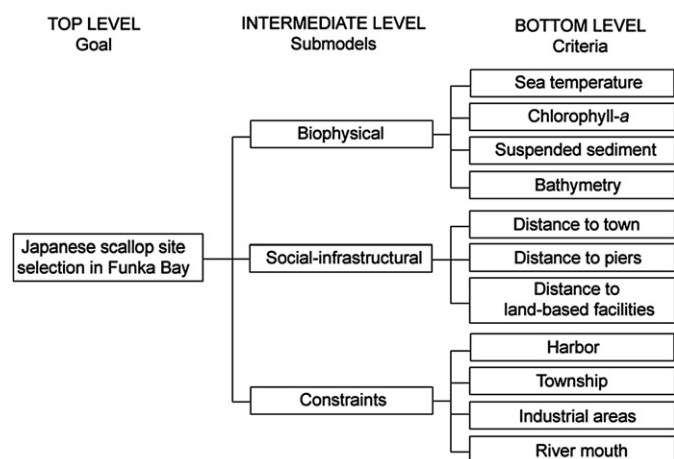 TOP LEVEL
Goal
INTERMEDIATE LEVEL
Submodels
BOTTOM LEVEL
Criteria
Japanese scallop site
selection in Funka Bay
Biophysical
Sea temperature
Chlorophyll-a
Suspended sediment
Bathymetry
Social-infrastructural
Distance to town
Distance to piers
Distance to
land-based facilities
Constraints
Harbor
Township
Industrial areas
River mouth